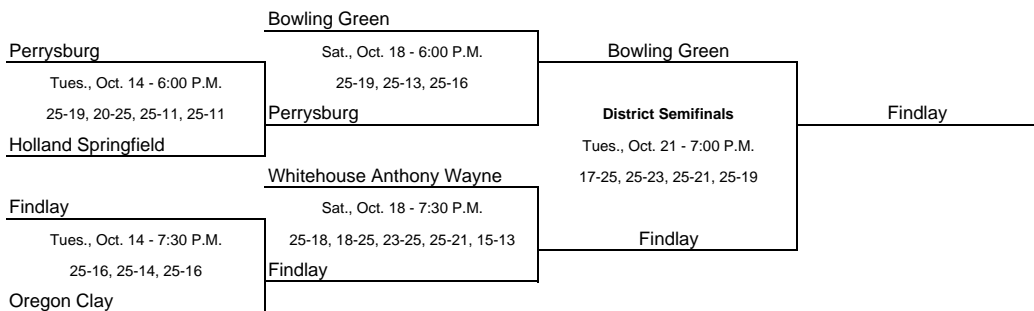 Bowling Green
Perrysburg
Sat., Oct. 18 - 6:00 P.M.
Bowling Green
Tues., Oct. 14 - 6:00 P.M.
25-19, 25-13, 25-16
25-19, 20-25, 25-11, 25-11
Perrysburg
District Semifinals
Findlay
Holland Springfield
Tues., Oct. 21 - 7:00 P.M.
Whitehouse Anthony Wayne
17-25, 25-23, 25-21, 25-19
Findlay
Sat., Oct. 18 - 7:30 P.M.
Tues., Oct. 14 - 7:30 P.M.
25-18, 18-25, 23-25, 25-21, 15-13
Findlay
25-16, 25-14, 25-16
Findlay
Oregon Clay